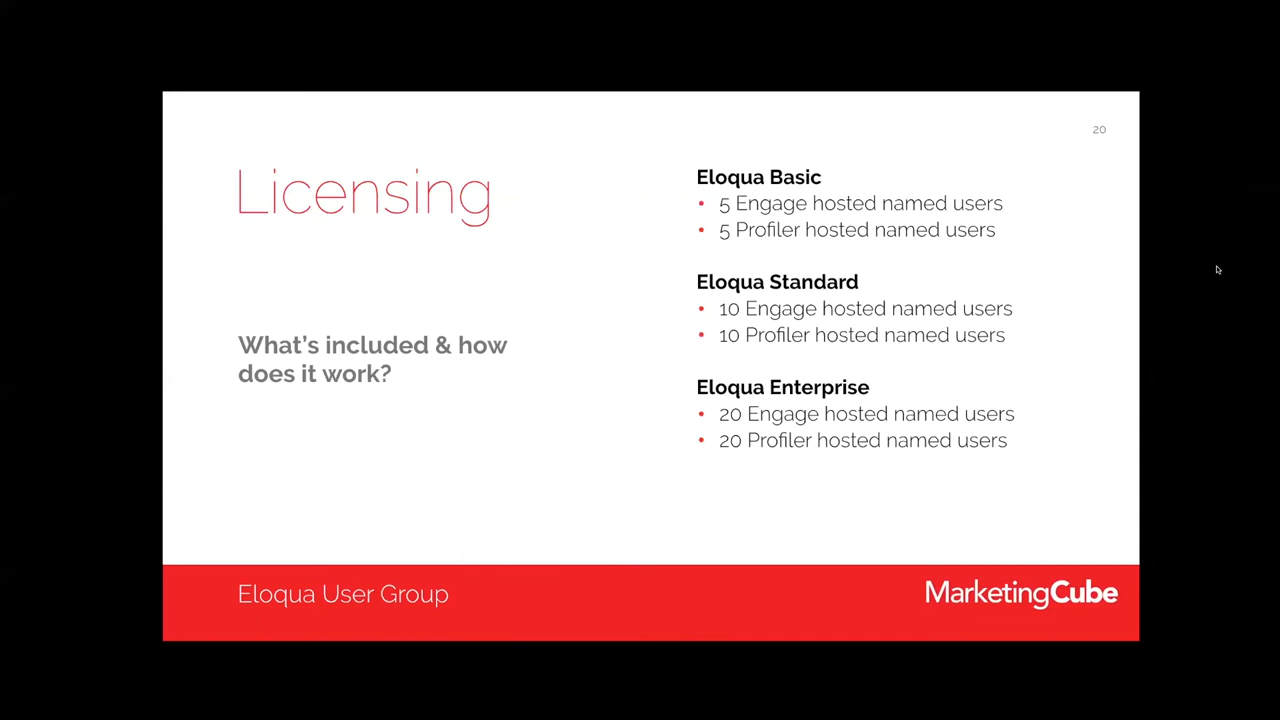 20
Licensing
What's included & how
does it work?
Eloqua Basic
• 5 Engage hosted named users
• 5 Profiler hosted named users
Eloqua Standard
• 10 Engage hosted named users
• 10 Profiler hosted named users
Eloqua Enterprise
• 20 Engage hosted named users
• 20 Profiler hosted named users
Eloqua User Group
MarketingCube